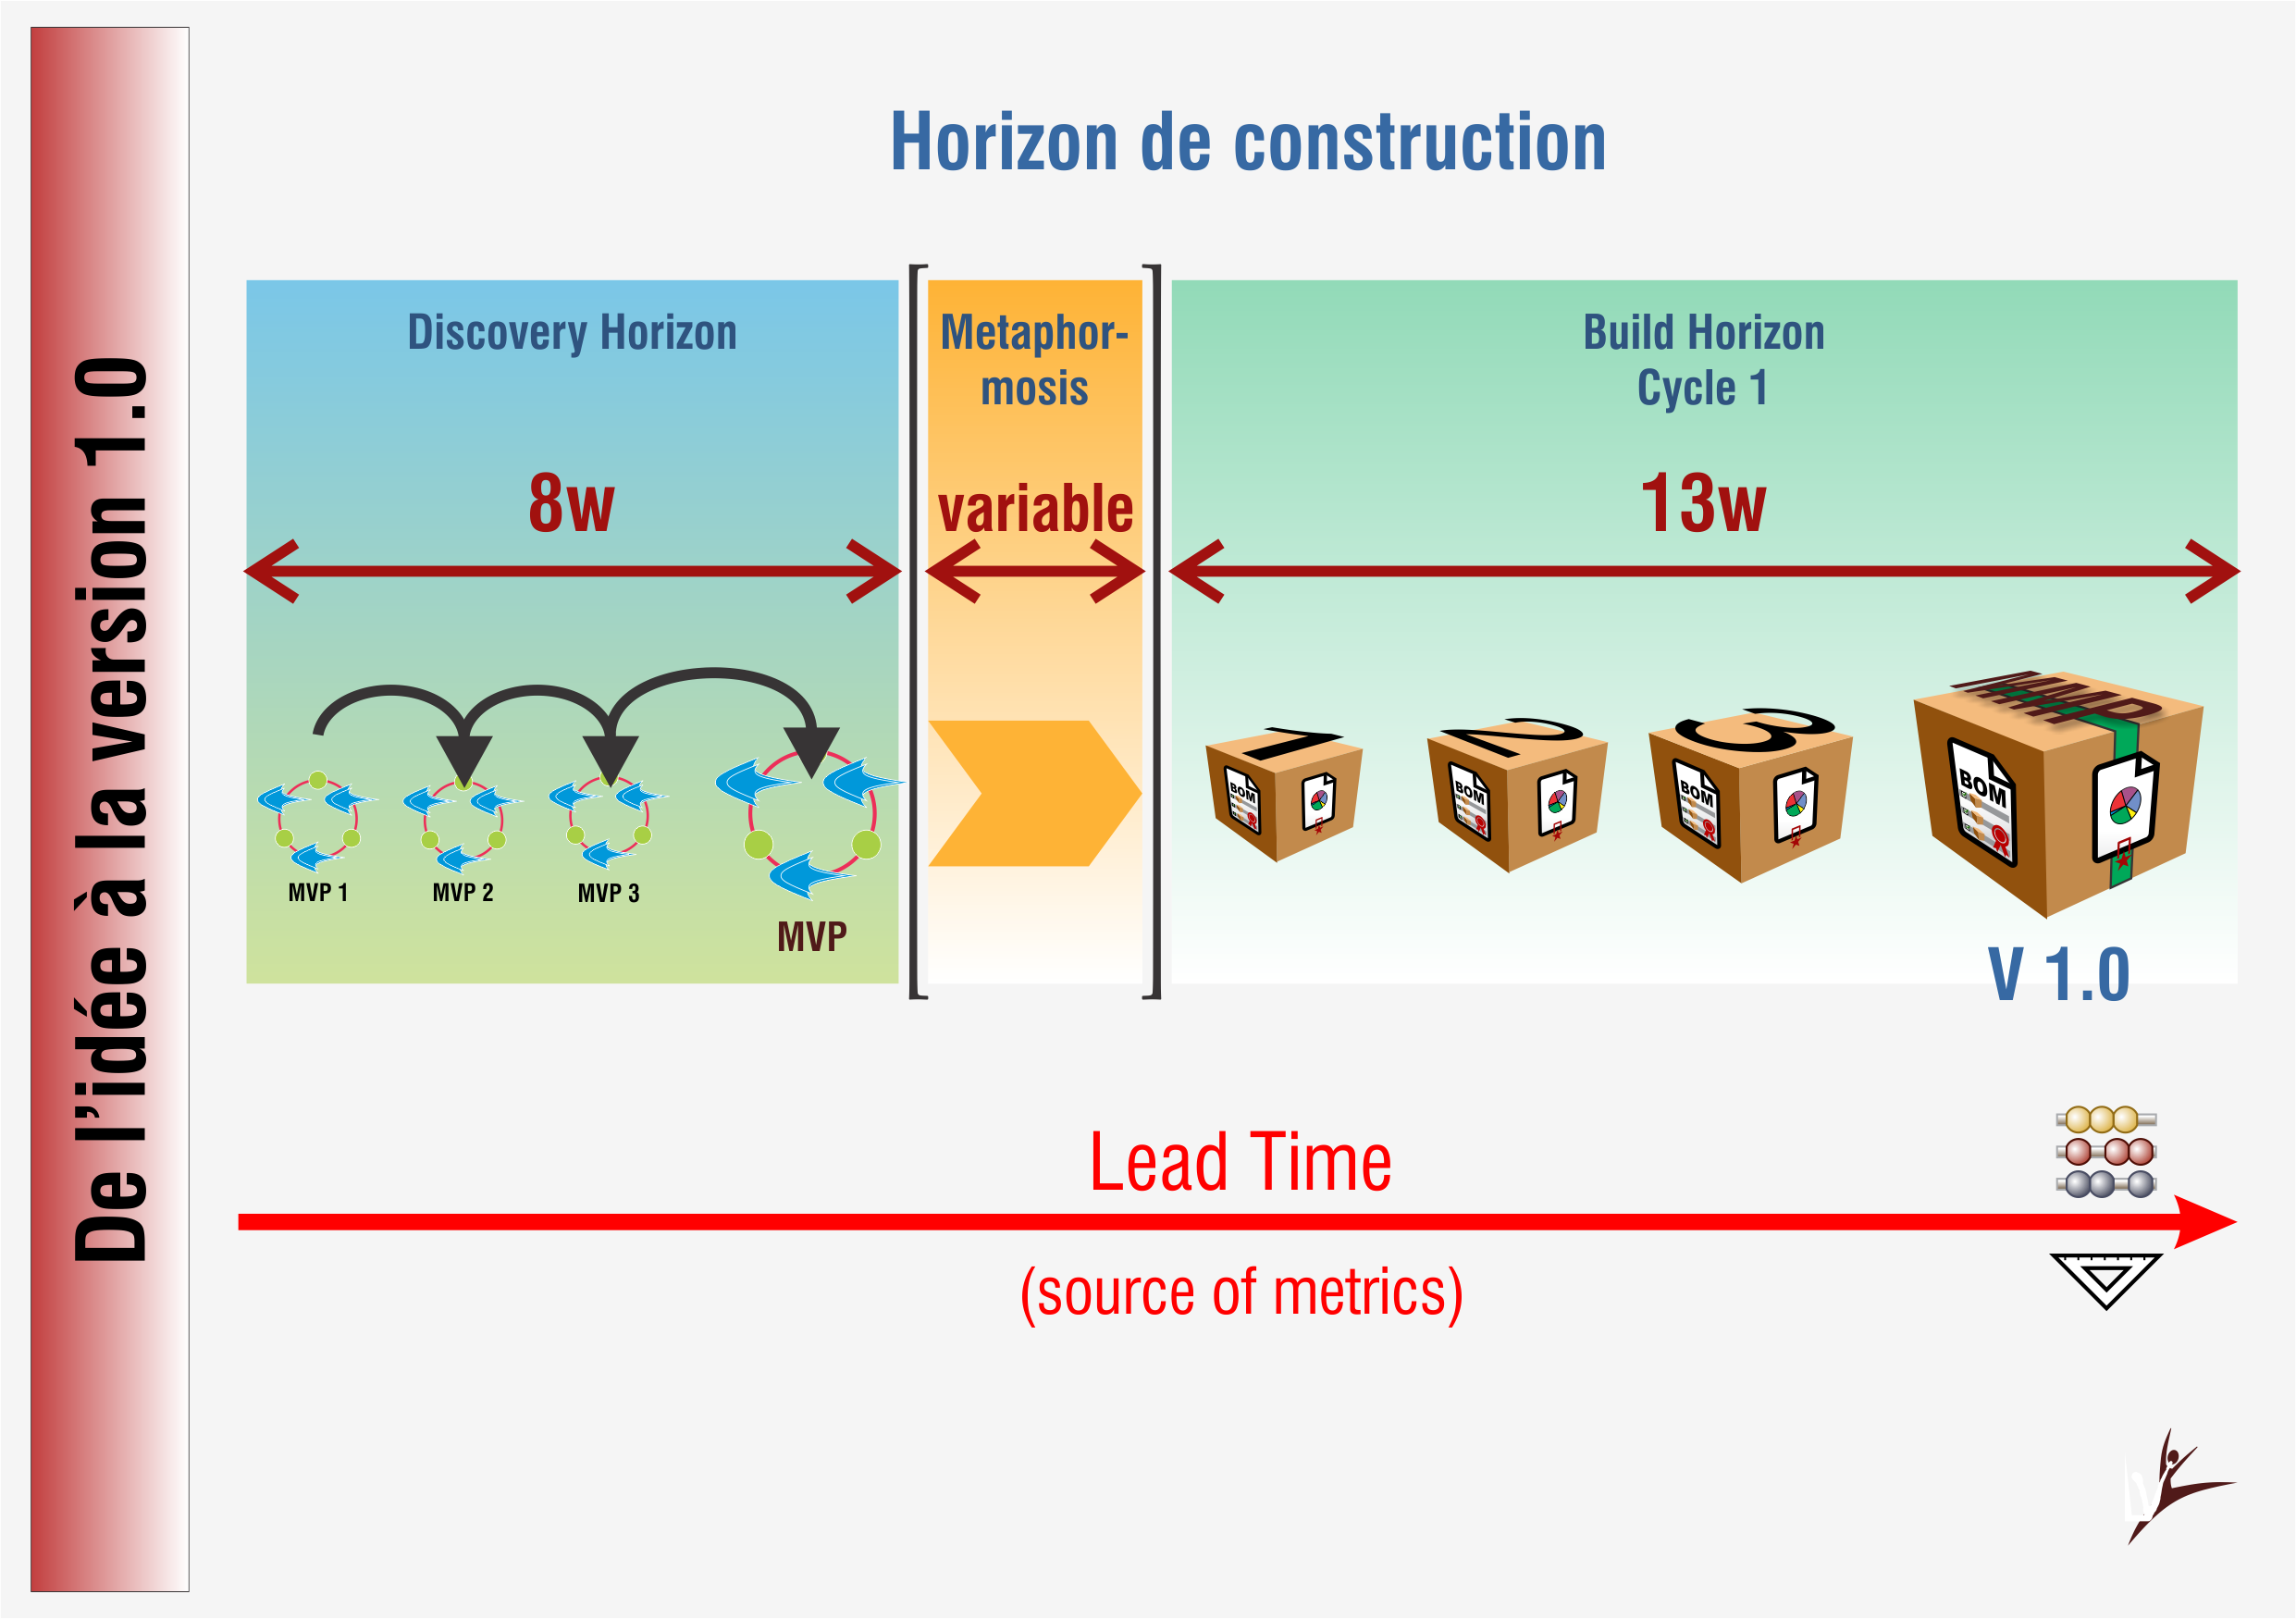 De l’idée à la version 1.0
Horizon de construction
Discovery Horizon
8w
MVP 1
MVP 2
MVP 3
MVP
Metaphor-
mosis
variable
Build Horizon
Cycle 1
13w
1
BOM
2
BOM
3
BOM
MMP
BOM
V 1.0
Lead Time
(source of metrics)